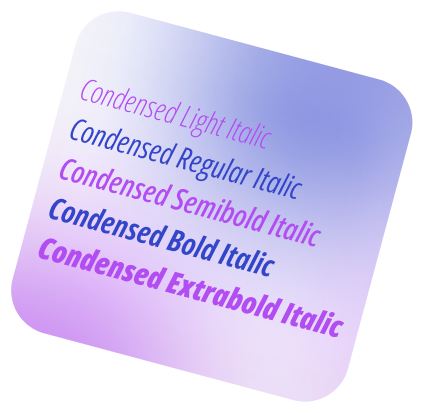 Condensed Light Italic
Condensed Regular Italic
Condensed Semibold Italic
Condensed Bold Italic
Condensed Extrabold Italic